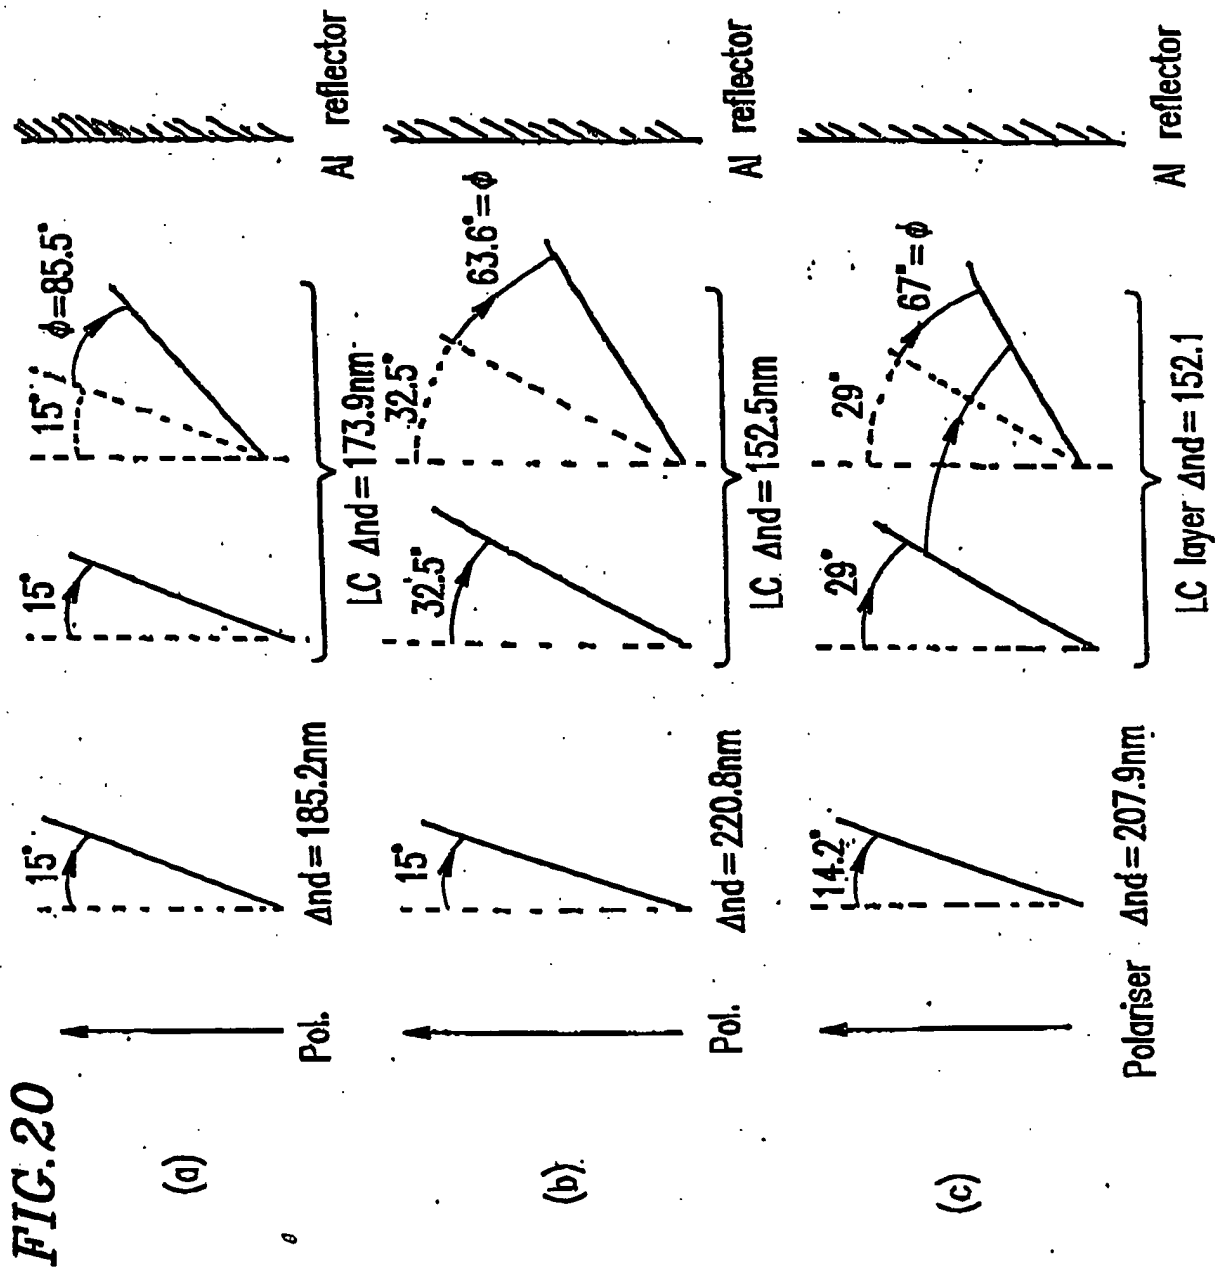 FIG.20
(a)
Pol.
15°
Δnd=185.2nm
15°
15°
ϕ=85.5°
LC Δnd=173.9nm
Al reflector
(b)
Pol.
15°
Δnd=220.8nm
32.5°
32.5°
63.6°=ϕ
LC Δnd=152.5nm
Al reflector
(c)
Polariser
14.2°
Δnd=207.9nm
29°
29°
67°=ϕ
LC layer Δnd=152.1
Al reflector